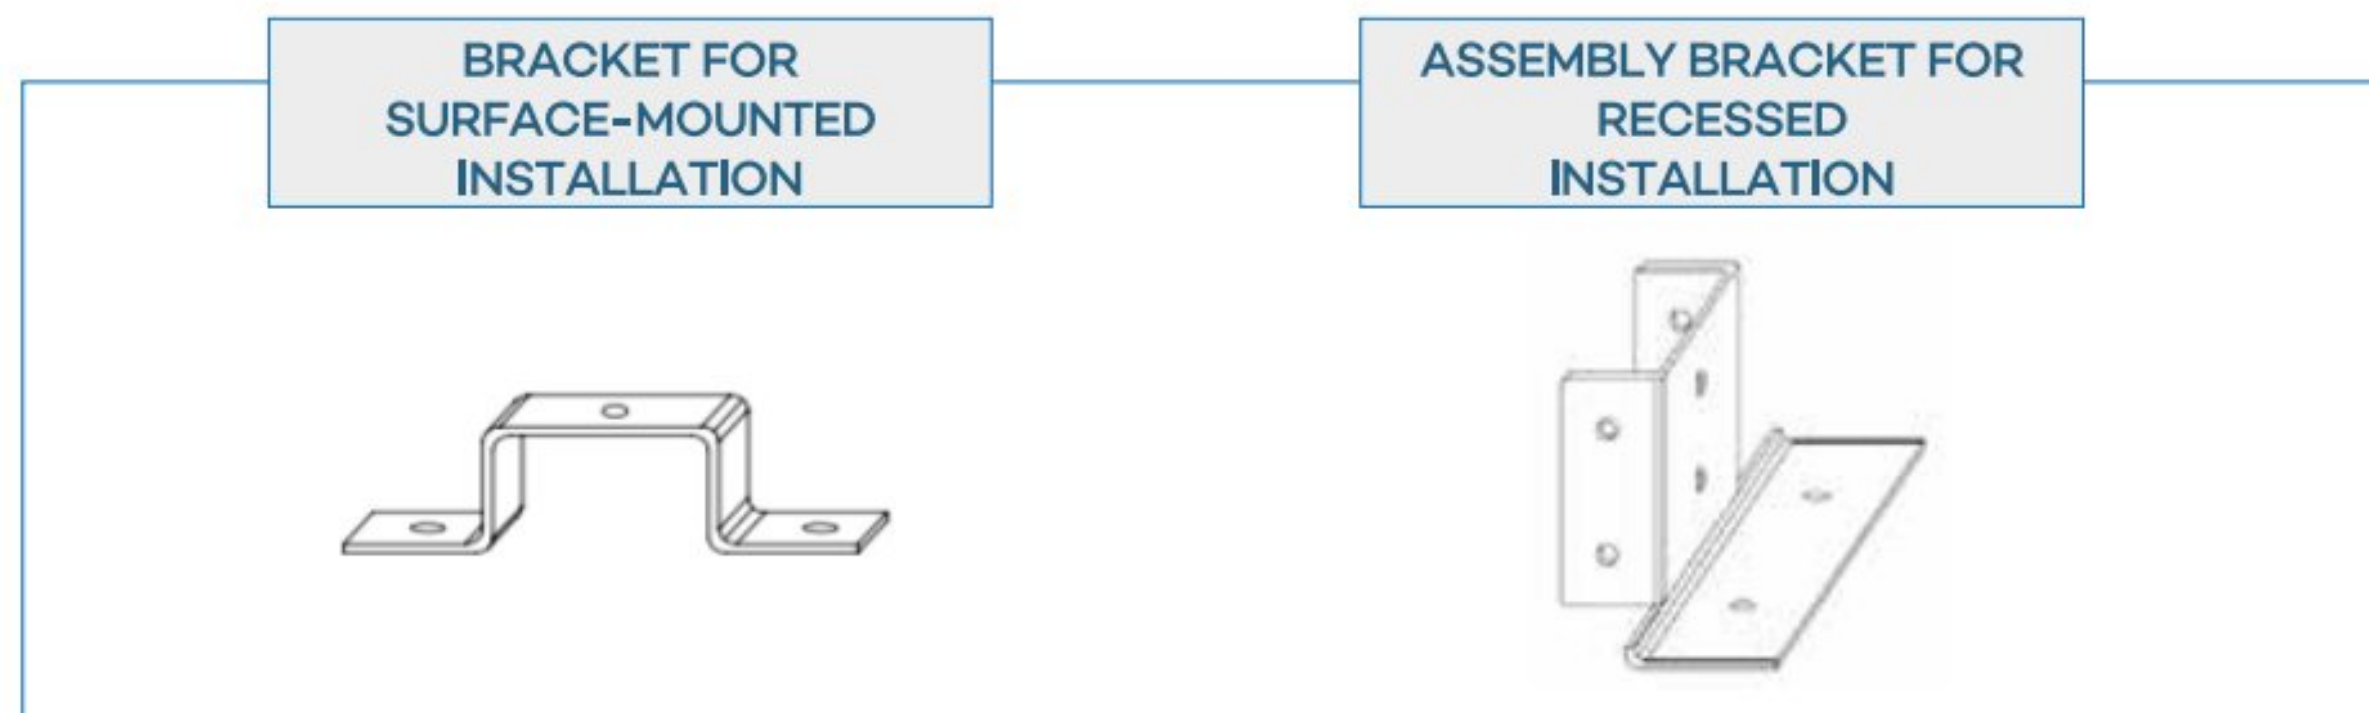 BRACKET FOR
SURFACE-MOUNTED
INSTALLATION
ASSEMBLY BRACKET FOR
RECESSED
INSTALLATION